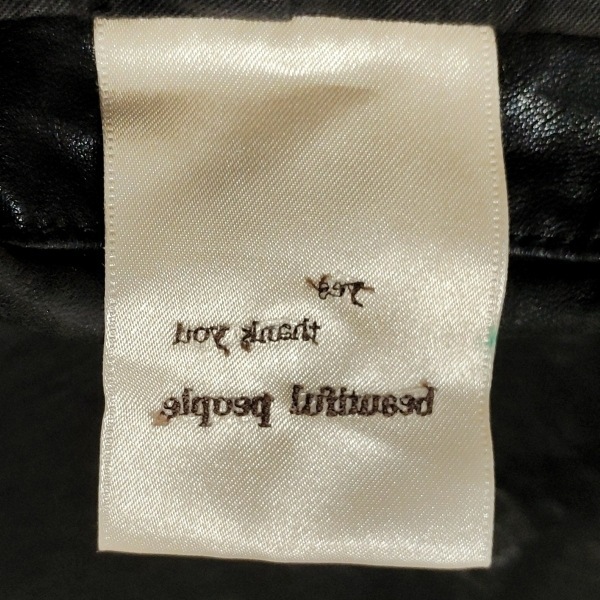 yes
thank you
beautiful people